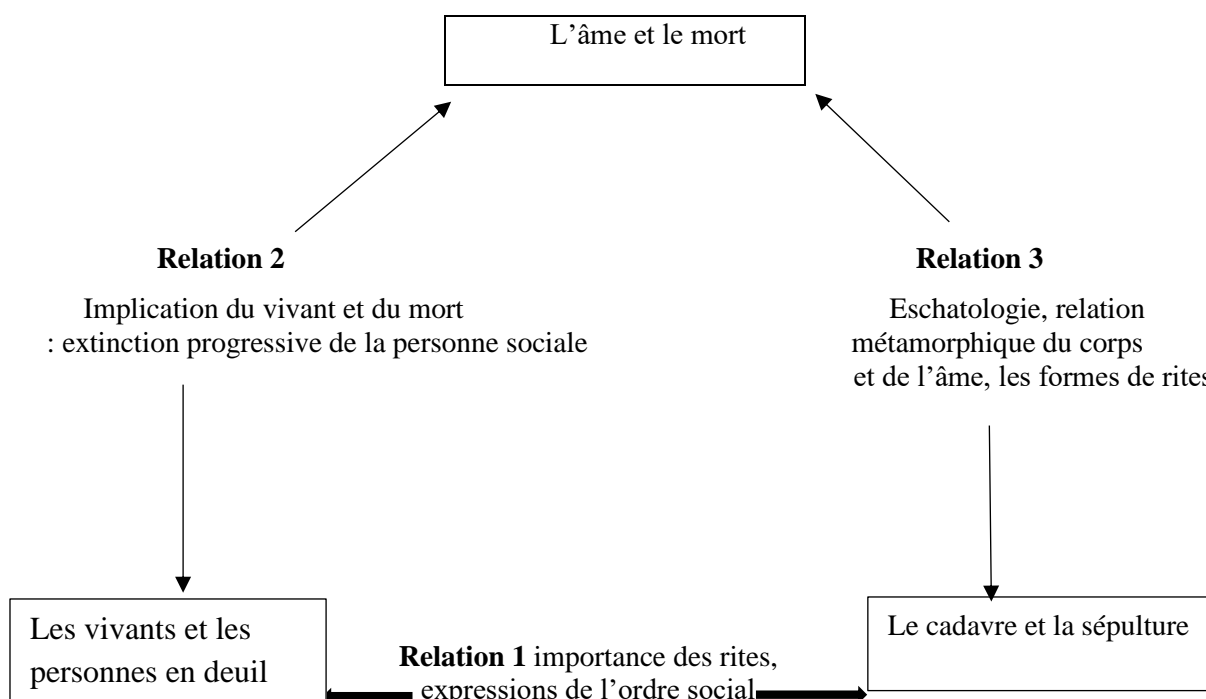 L’âme et le mort
Relation 2
Implication du vivant et du mort
: extinction progressive de la personne sociale
Relation 3
Eschatologie, relation
métamorphique du corps
et de l’âme, les formes de rites
Les vivants et les
personnes en deuil
Relation 1 importance des rites,
expressions de l’ordre social
Le cadavre et la sépulture